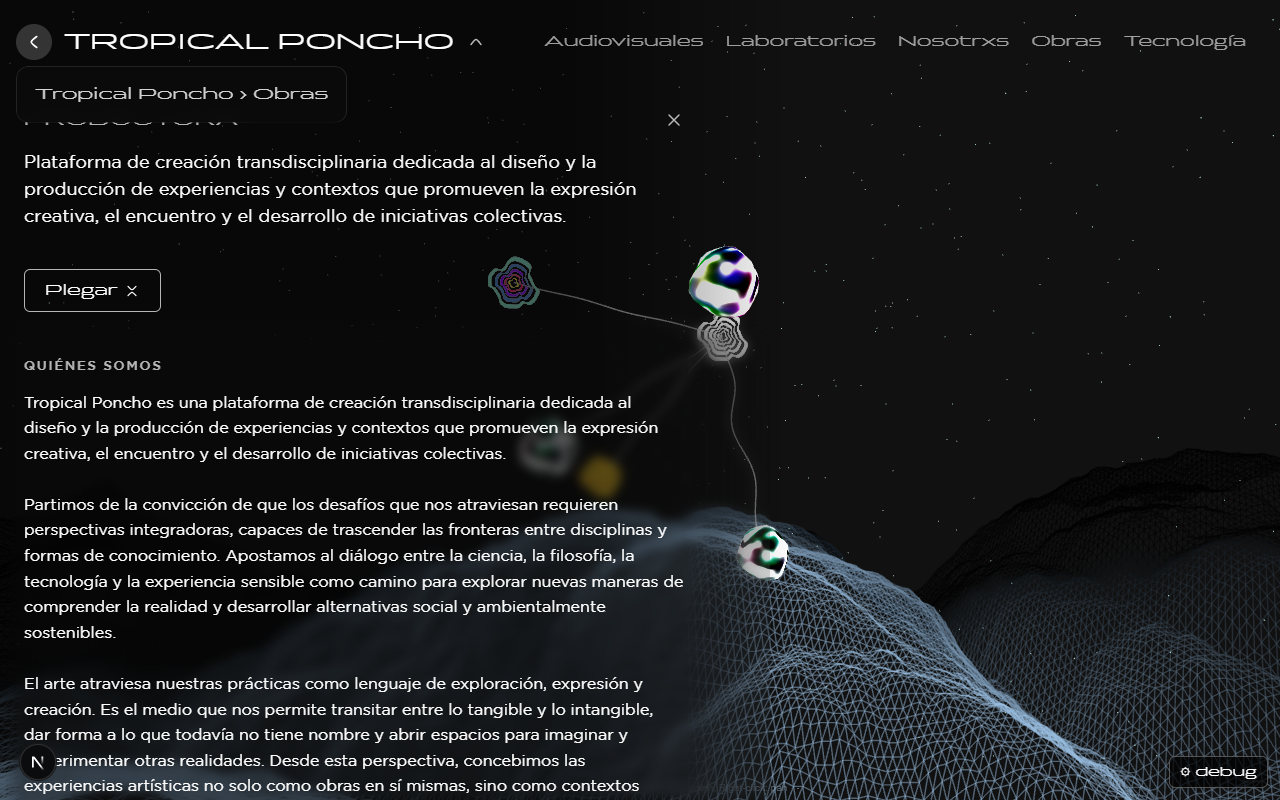 TROPICAL PONCHO
Audiovisuales Laboratorios Nosotrxs Obras Tecnología
Tropical Poncho › Obras
Plataforma de creación transdisciplinaria dedicada al diseño y la
producción de experiencias y contextos que promueven la expresión
creativa, el encuentro y el desarrollo de iniciativas colectivas.
Plegar
QUIÉNES SOMOS
Tropical Poncho es una plataforma de creación transdisciplinaria dedicada al
diseño y la producción de experiencias y contextos que promueven la expresión
creativa, el encuentro y el desarrollo de iniciativas colectivas.
Partimos de la convicción de que los desafíos que nos atraviesan requieren
perspectivas integradoras, capaces de trascender las fronteras entre disciplinas y
formas de conocimiento. Apostamos al diálogo entre la ciencia, la filosofía, la
tecnología y la experiencia sensible como camino para explorar nuevas maneras de
comprender la realidad y desarrollar alternativas social y ambientalmente
sostenibles.
El arte atraviesa nuestras prácticas como lenguaje de exploración, expresión y
creación. Es el medio que nos permite transitar entre lo tangible y lo intangible,
dar forma a lo que todavía no tiene nombre y abrir espacios para imaginar y
N erimentar otras realidades. Desde esta perspectiva, concebimos las
experiencias artísticas no solo como obras en sí mismas, sino como contextos
debug